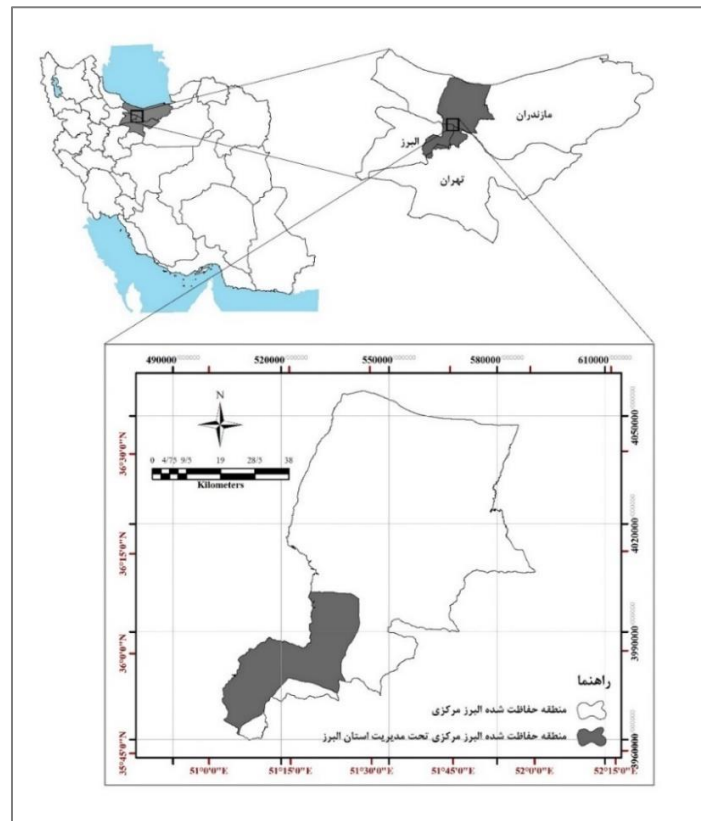 مازندران
البرز
تهران
490000 520000 550000 580000 610000
N
0 4/75 9/5 19 28/5 38
Kilometers
36°30'0"N
36°15'0"N
36°0'0"N
35°45'0"N
4050000
4020000
3990000
3960000
راهنما
منطقه حفاظت شده البرز مرکزی
منطقه حفاظت شده البرز مرکزی تحت مدیریت استان البرز
51°0'0"E 51°15'0"E 51°30'0"E 51°45'0"E 52°0'0"E 52°15'0"E